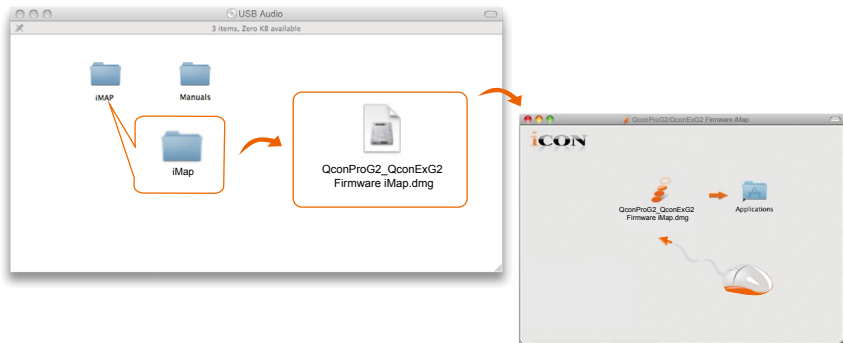 USB Audio
3 items, Zero KB available
iMAP
Manuals
iMap
QconProG2_QconExG2
Firmware iMap.dmg
QconProG2/QconExG2 Firmware iMap
iCON
QconProG2_QconExG2
Firmware iMap.dmg
Applications